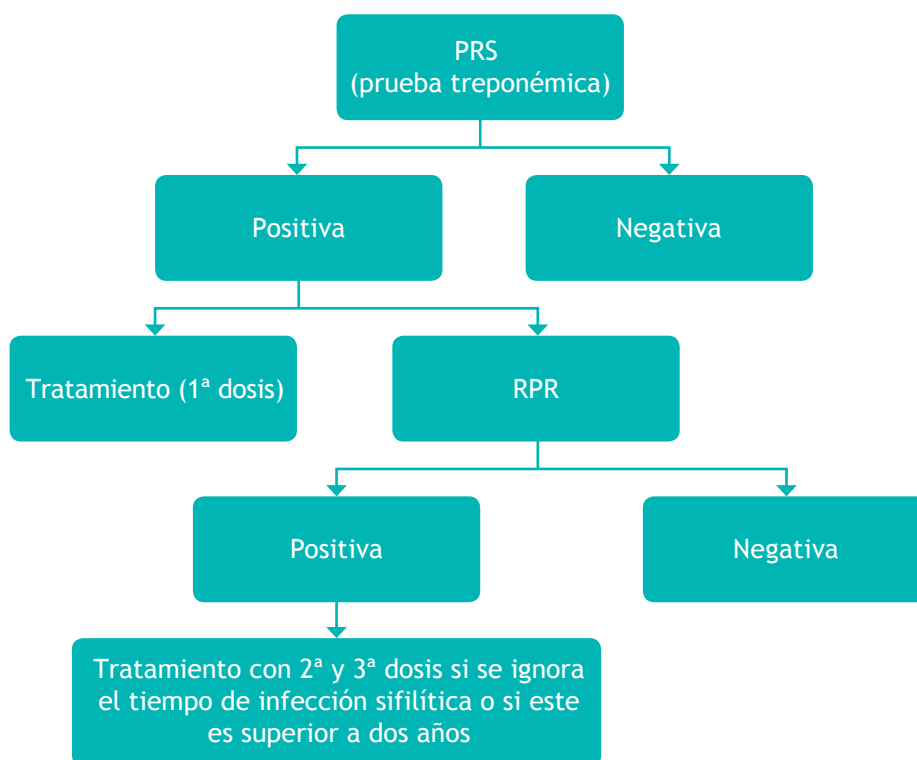 PRS
(prueba treponémica)
Positiva
Negativa
Tratamiento (1ª dosis)
RPR
Positiva
Negativa
Tratamiento con 2ª y 3ª dosis si se ignora
el tiempo de infección sifilítica o si este
es superior a dos años